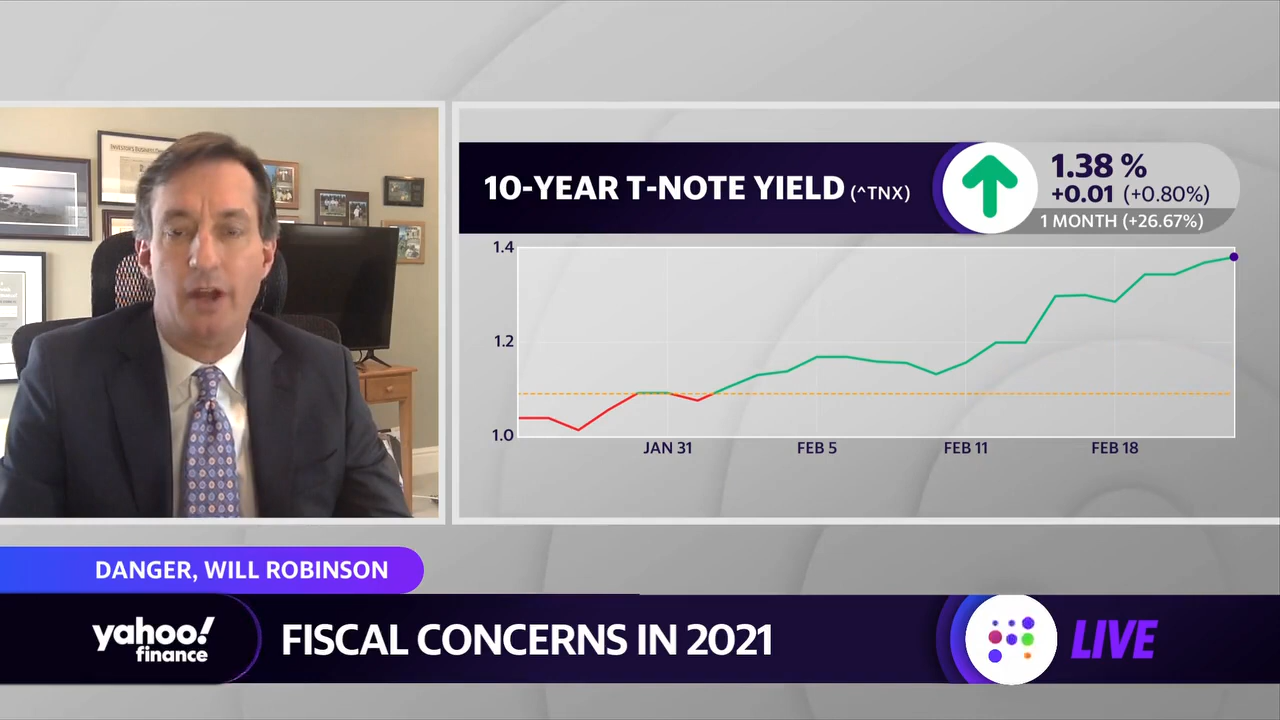 INVESTOR'S BUSINESS
10-YEAR T-NOTE YIELD (^TNX)
1.38 %
+0.01 (+0.80%)
1 MONTH (+26.67%)
1.4
1.2
1.0
JAN 31
FEB 5
FEB 11
FEB 18
DANGER, WILL ROBINSON
yahoo!
finance
FISCAL CONCERNS IN 2021
LIVE